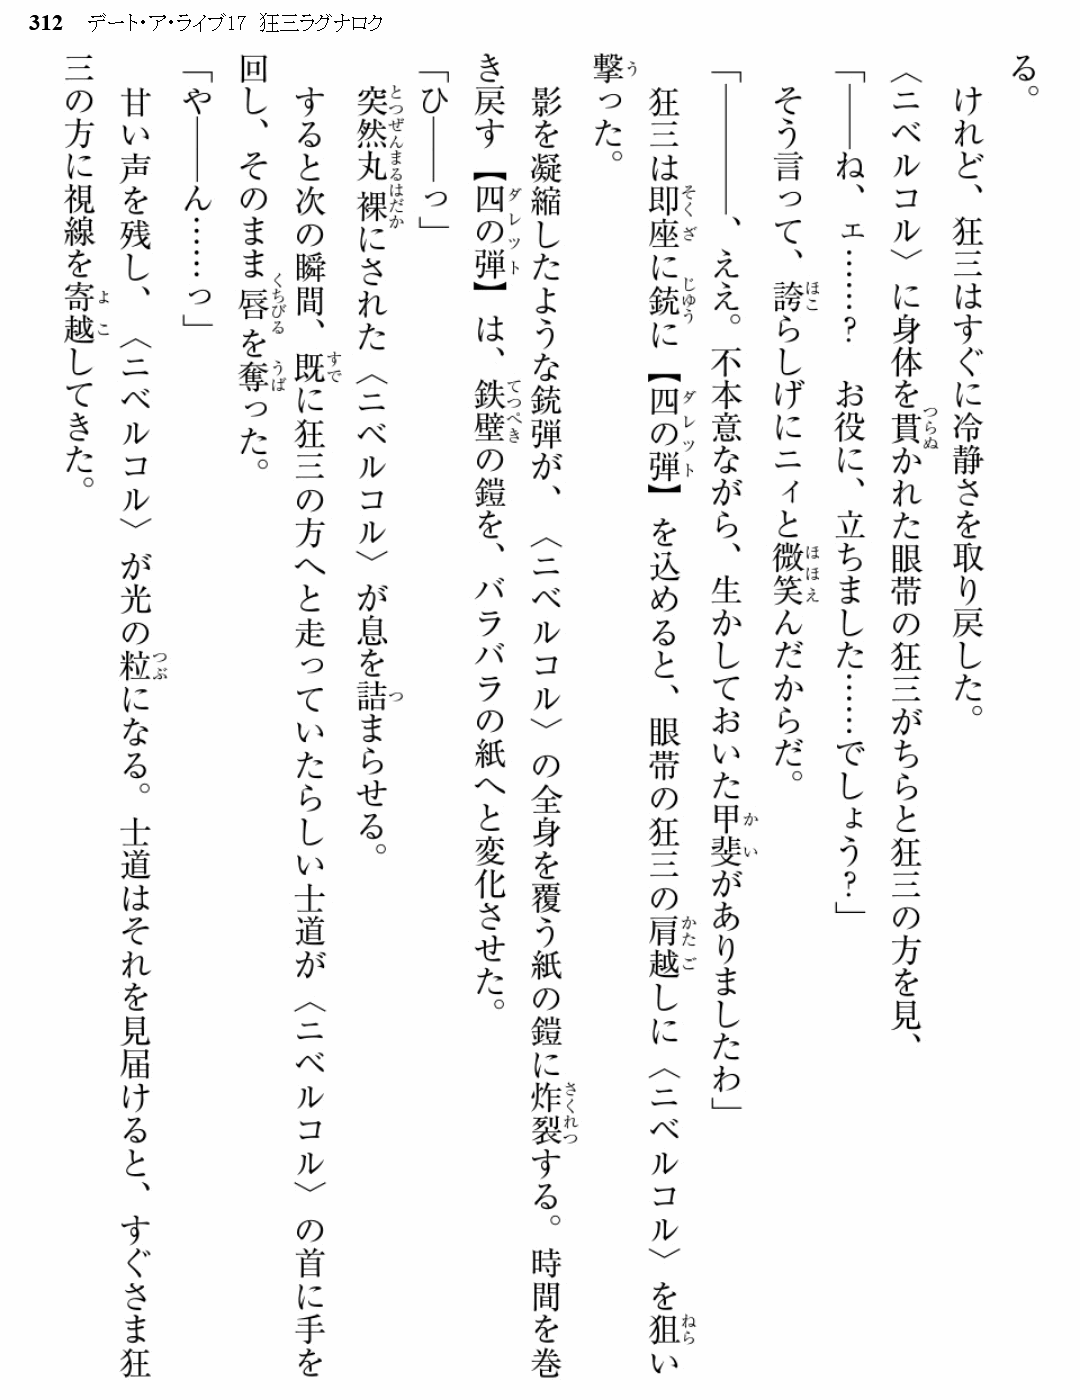 312 デート・ア・ライブ17 狂三ラグナロク
る。
けれど、狂三はすぐに冷静さを取り戻した。
〈ニベルコル〉に身体を貫かれた眼帯の狂三がちらと狂三の方を見、
「――ね、ェ……? お役に、立ちました……でしょう?」
そう言って、誇らしげにニィと微笑んだからだ。
「――――、ええ。不本意ながら、生かしておいた甲斐がありましたわ」
狂三は即座に銃に【四の弾】を込めると、眼帯の狂三の肩越しに〈ニベルコル〉を狙い
撃った。
影を凝縮したような銃弾が、〈ニベルコル〉の全身を覆う紙の鎧に炸裂する。時間を巻
き戻す【四の弾】は、鉄壁の鎧を、バラバラの紙へと変化させた。
「ひ――っ」
突然丸裸にされた〈ニベルコル〉が息を詰まらせる。
すると次の瞬間、既に狂三の方へと走っていたらしい士道が〈ニベルコル〉の首に手を
回し、そのまま唇を奪った。
「や――ん……っ」
甘い声を残し、〈ニベルコル〉が光の粒になる。士道はそれを見届けると、すぐさま狂
三の方に視線を寄越してきた。